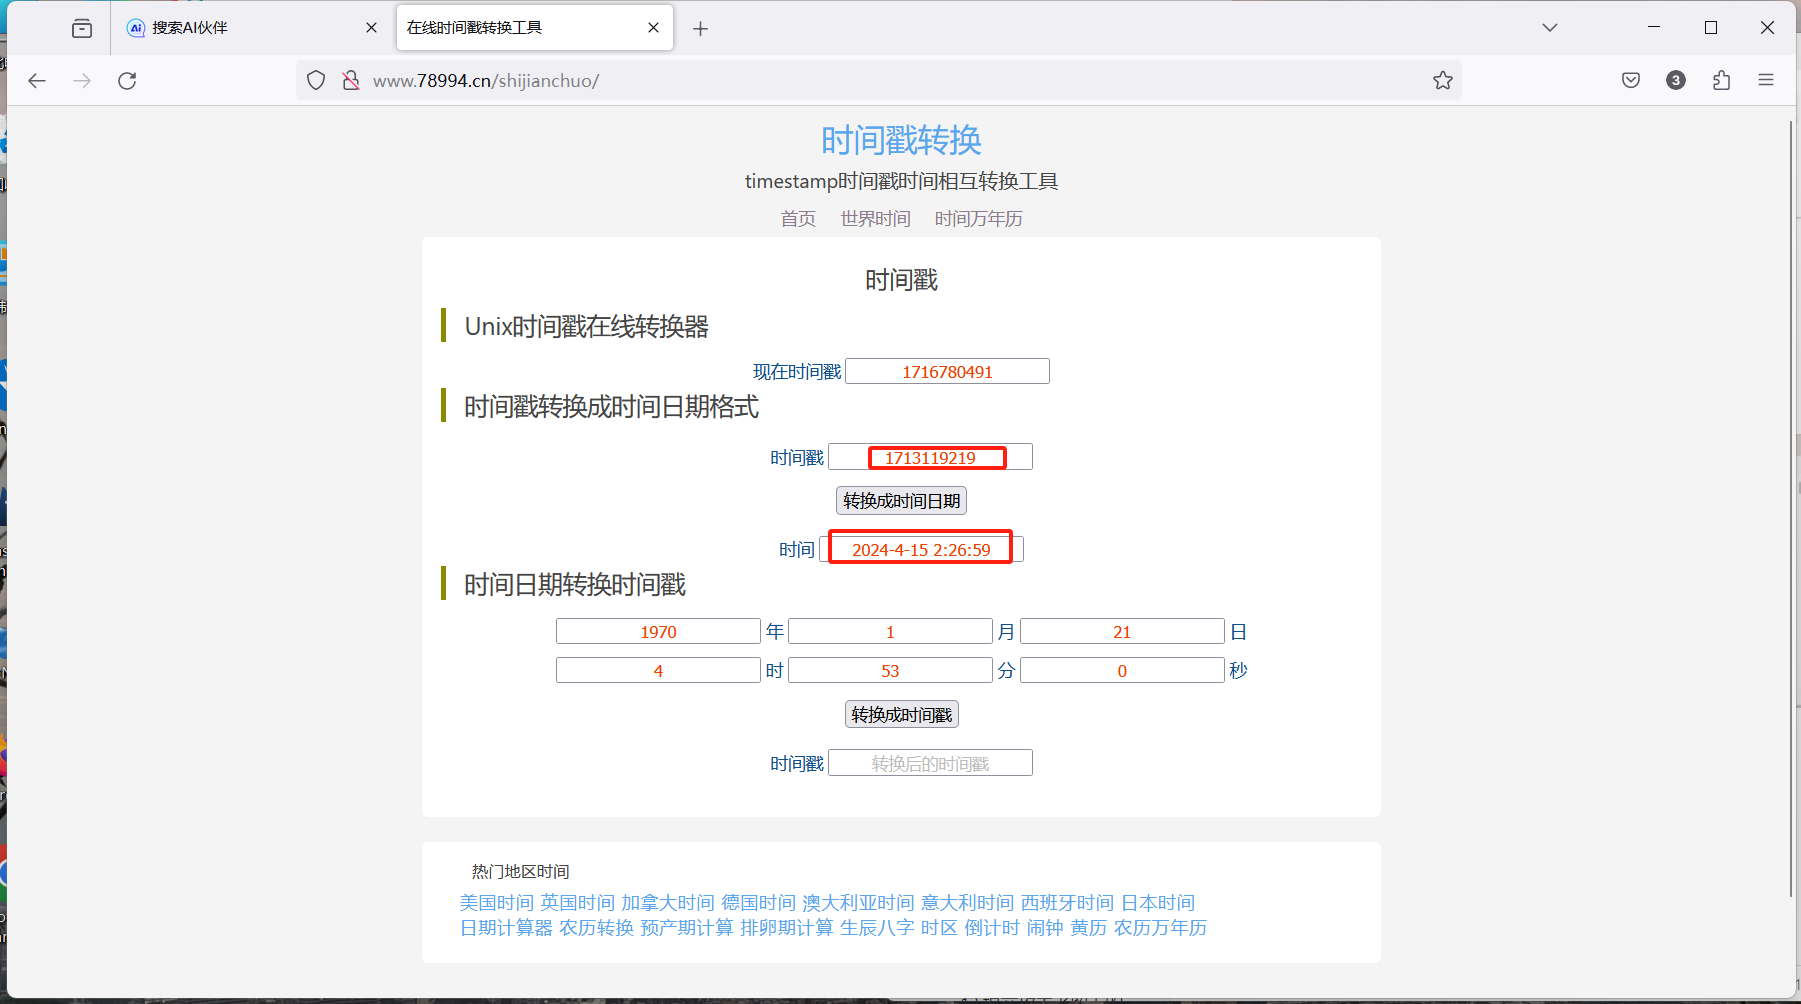 搜索AI伙伴
在线时间戳转换工具
www.78994.cn/shijianchuo/
3
时间戳转换
timestamp时间戳时间相互转换工具
首页 世界时间 时间万年历
时间戳
Unix时间戳在线转换器
现在时间戳 1716780491
时间戳转换成时间日期格式
时间戳 1713119219
转换成时间日期
时间 2024-4-15 2:26:59
时间日期转换时间戳
1970 年 1 月 21 日
4 时 53 分 0 秒
转换成时间戳
时间戳 转换后的时间戳
热门地区时间
美国时间 英国时间 加拿大时间 德国时间 澳大利亚时间 意大利时间 西班牙时间 日本时间
日期计算器 农历转换 预产期计算 排卵期计算 生辰八字 时区 倒计时 闹钟 黄历 农历万年历